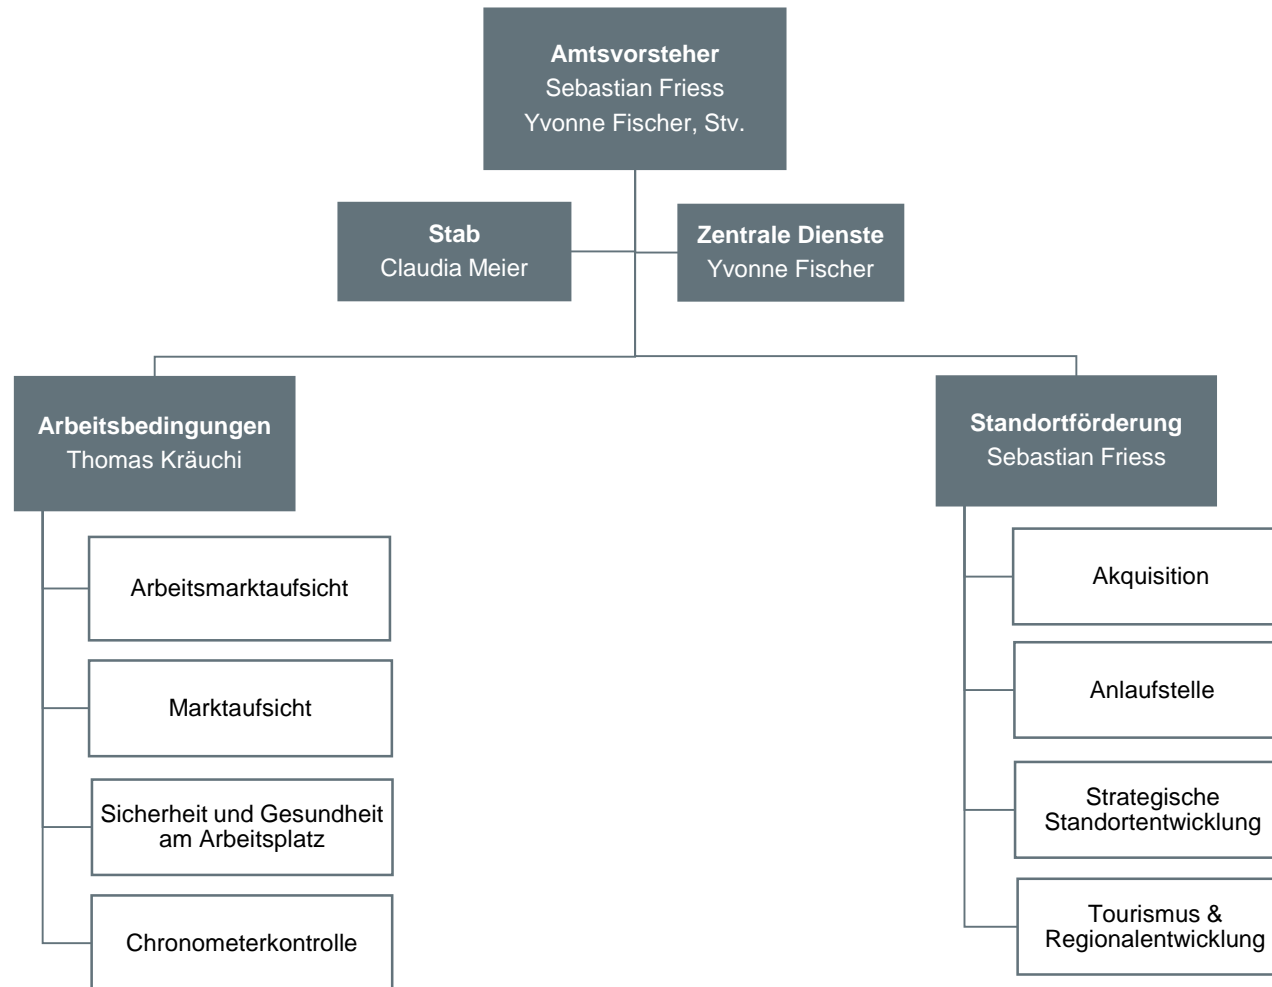 Amtsvorsteher
Sebastian Friess
Yvonne Fischer, Stv.
Stab
Claudia Meier
Zentrale Dienste
Yvonne Fischer
Arbeitsbedingungen
Thomas Kräuchi
Arbeitsmarktaufsicht
Marktaufsicht
Sicherheit und Gesundheit
am Arbeitsplatz
Chronometerkontrolle
Standortförderung
Sebastian Friess
Akquisition
Anlaufstelle
Strategische
Standortentwicklung
Tourismus &
Regionalentwicklung